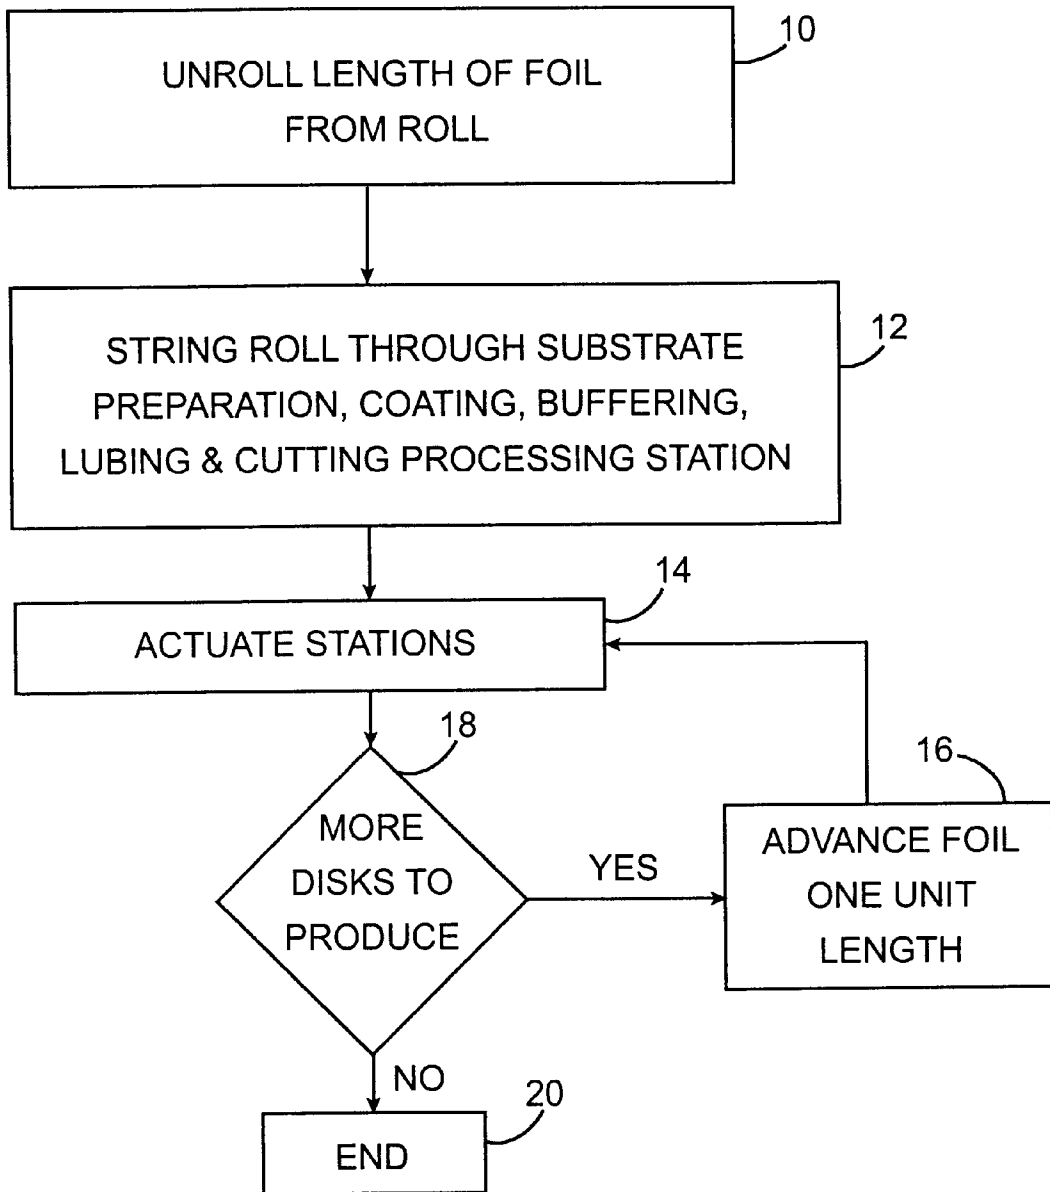 10
UNROLL LENGTH OF FOIL
FROM ROLL
12
STRING ROLL THROUGH SUBSTRATE
PREPARATION, COATING, BUFFERING,
LUBING & CUTTING PROCESSING STATION
14
ACTUATE STATIONS
18
MORE
DISKS TO
PRODUCE
YES
16
ADVANCE FOIL
ONE UNIT
LENGTH
NO
20
END